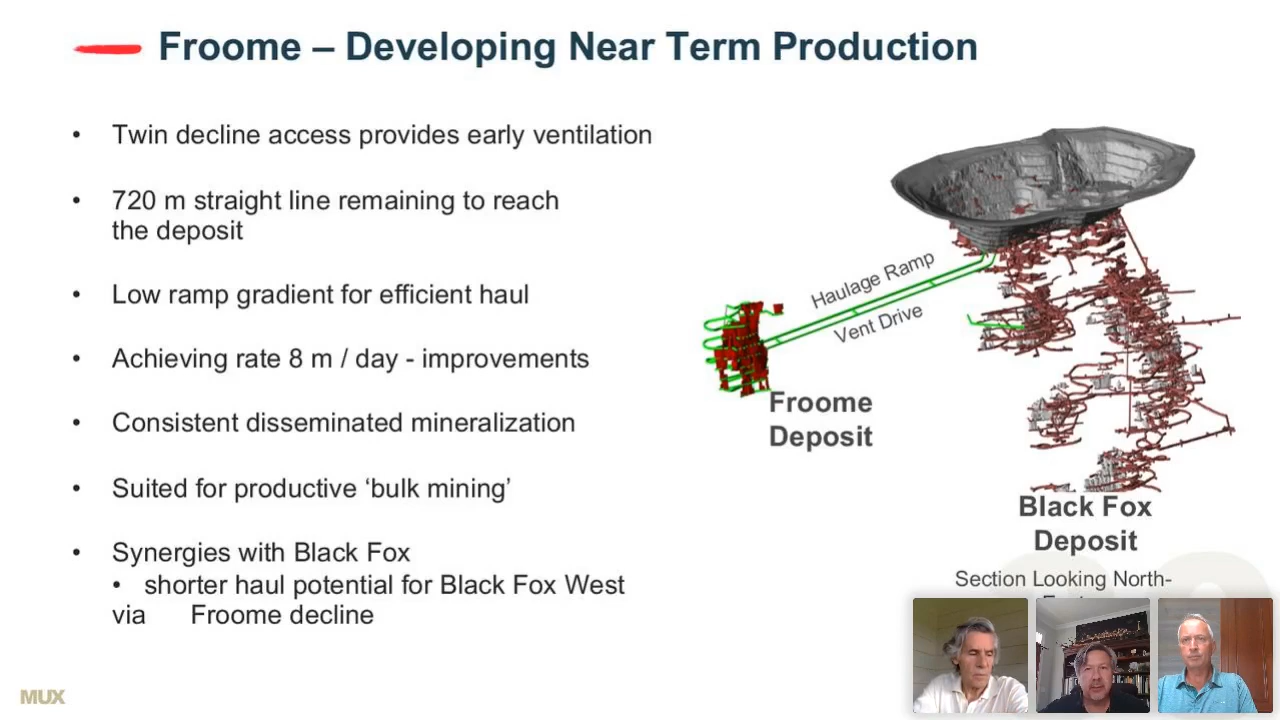 Froome – Developing Near Term Production
• Twin decline access provides early ventilation
• 720 m straight line remaining to reach
the deposit
• Low ramp gradient for efficient haul
• Achieving rate 8 m / day - improvements
• Consistent disseminated mineralization
• Suited for productive ‘bulk mining’
• Synergies with Black Fox
• shorter haul potential for Black Fox West
via Froome decline
Haulage Ramp
Vent Drive
Froome
Deposit
Black Fox
Deposit
Section Looking North-
MUX